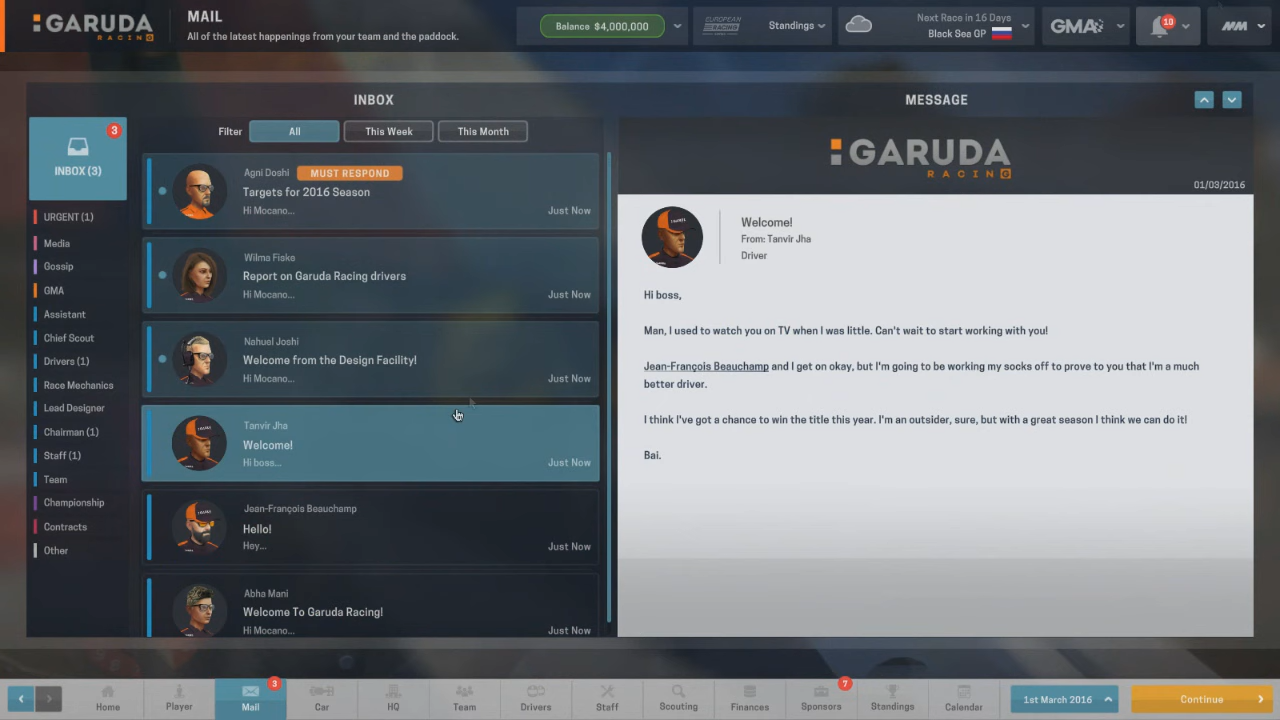 GARUDA
RACING
MAIL
All of the latest happenings from your team and the paddock.
Balance $4,000,000
Standings
Next Race in 16 Days
Black Sea GP
GMA
10
INBOX
MESSAGE
3
INBOX (3)
Filter
All
This Week
This Month
URGENT (1)
Media
Gossip
GMA
Assistant
Chief Scout
Drivers (1)
Race Mechanics
Lead Designer
Chairman (1)
Staff (1)
Team
Championship
Contracts
Other
Agni Doshi
MUST RESPOND
Targets for 2016 Season
Hi Mocano...
Just Now
Wilma Fiske
Report on Garuda Racing drivers
Hi Mocano...
Just Now
Nahuel Joshi
Welcome from the Design Facility!
Hi Mocano...
Just Now
Tanvir Jha
Welcome!
Hi boss...
Just Now
Jean-François Beauchamp
Hello!
Hey...
Just Now
Abha Mani
Welcome To Garuda Racing!
Hi Mocano...
Just Now
GARUDA
RACING
01/03/2016
Welcome!
From: Tanvir Jha
Driver
Hi boss,
Man, I used to watch you on TV when I was little. Can't wait to start working with you!
Jean-François Beauchamp and I get on okay, but I'm going to be working my socks off to prove to you that I'm a much
better driver.
I think I've got a chance to win the title this year. I'm an outsider, sure, but with a great season I think we can do it!
Bai.
Home
Player
3
Mail
Car
HQ
Team
Drivers
Staff
Scouting
Finances
7
Sponsors
Standings
Calendar
1st March 2016
Continue